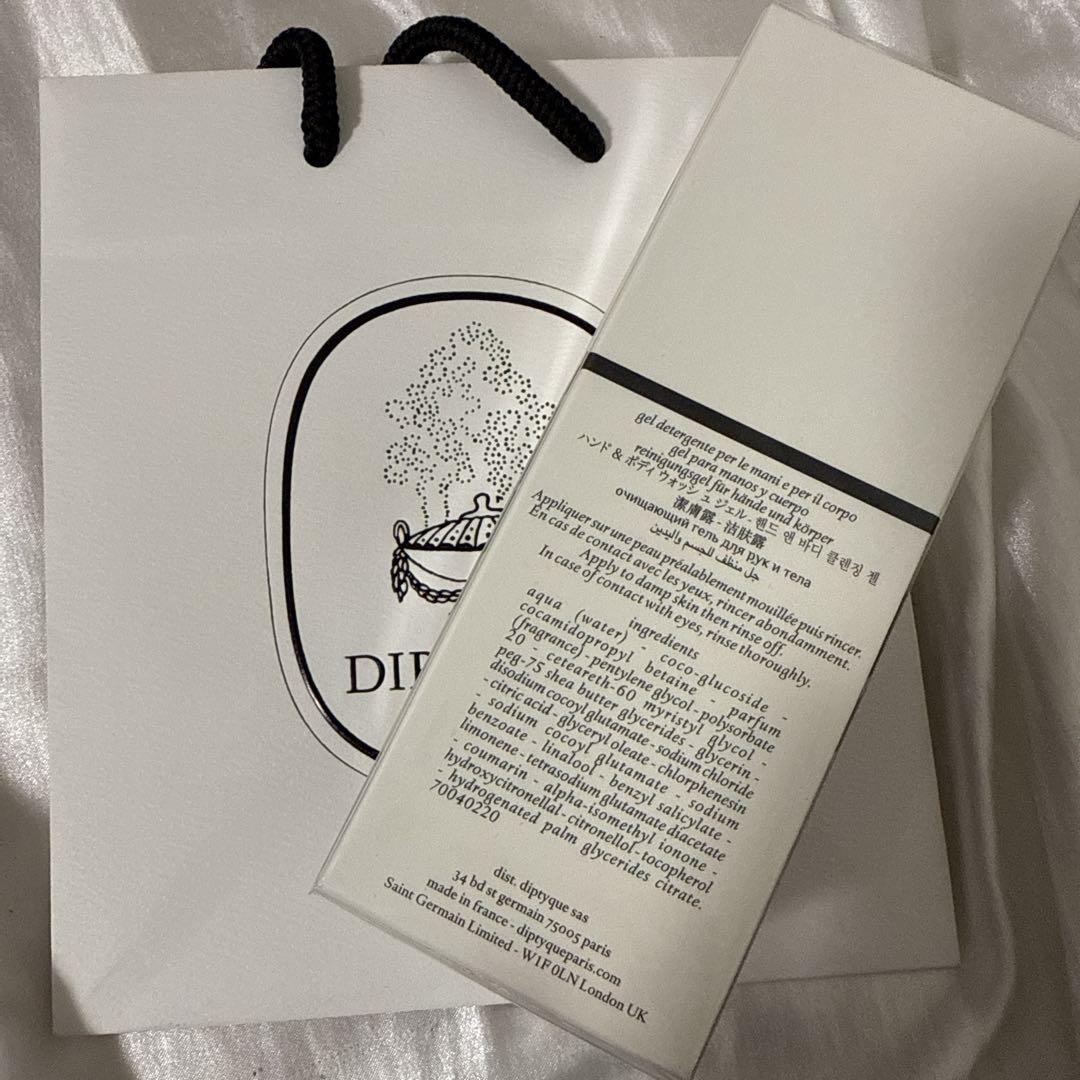 DIP
gel detergente per le mani e per il corpo
gel para manos y cuerpo
reinigungsgel für hände und körper
ハンド & ボディ ウォッシュ ジェル - 핸드 앤 바디 클렌징 젤
潔膚露 - 洁肤露
очищающий гель для рук и тела
جل منظف للجسم واليدين
Appliquer sur une peau préalablement mouillée puis rincer.
En cas de contact avec les yeux, rincer abondamment.
Apply to damp skin then rinse off.
In case of contact with eyes, rinse thoroughly.
ingredients
aqua (water) - coco-glucoside -
cocamidopropyl betaine - parfum
(fragrance) - pentylene glycol - polysorbate
20 - ceteareth-60 myristyl glycol -
peg-75 shea butter glycerides - glycerin -
disodium cocoyl glutamate - sodium chloride
- citric acid - glyceryl oleate - chlorphenesin
- sodium cocoyl glutamate - sodium
benzoate - linalool - benzyl salicylate -
limonene - tetrasodium glutamate diacetate
- coumarin - alpha-isomethyl ionone -
hydroxycitronellal - citronellol - tocopherol
- hydrogenated palm glycerides citrate.
70040220
dist. diptyque sas
34 bd st germain 75005 paris
made in france - diptyqueparis.com
Saint Germain Limited - W1F 0LN London UK